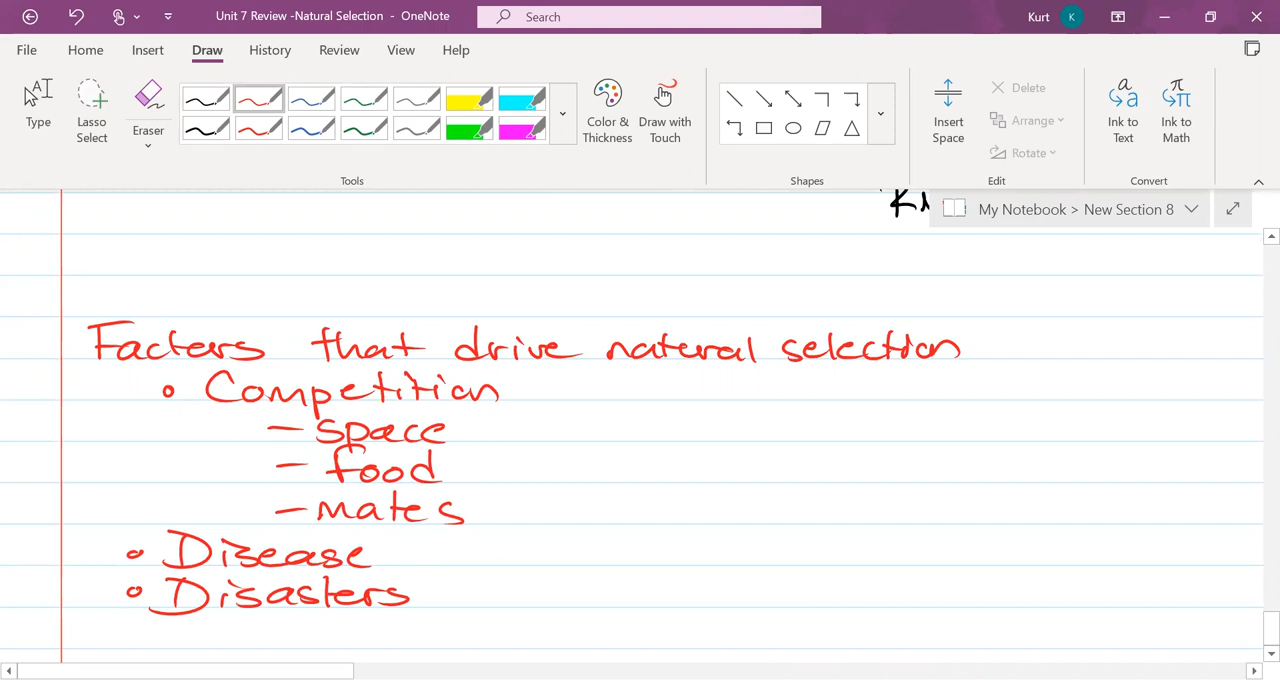 Unit 7 Review -Natural Selection - OneNote
Search
Kurt
K
File Home Insert Draw History Review View Help
Type
Lasso Select
Eraser
Color & Thickness
Draw with Touch
Insert Space
Delete
Arrange
Rotate
Ink to Text
Ink to Math
Tools Shapes Edit Convert
My Notebook > New Section 8
Factors that drive natural selection
• Competition
- space
- food
- mates
• Disease
• Disasters